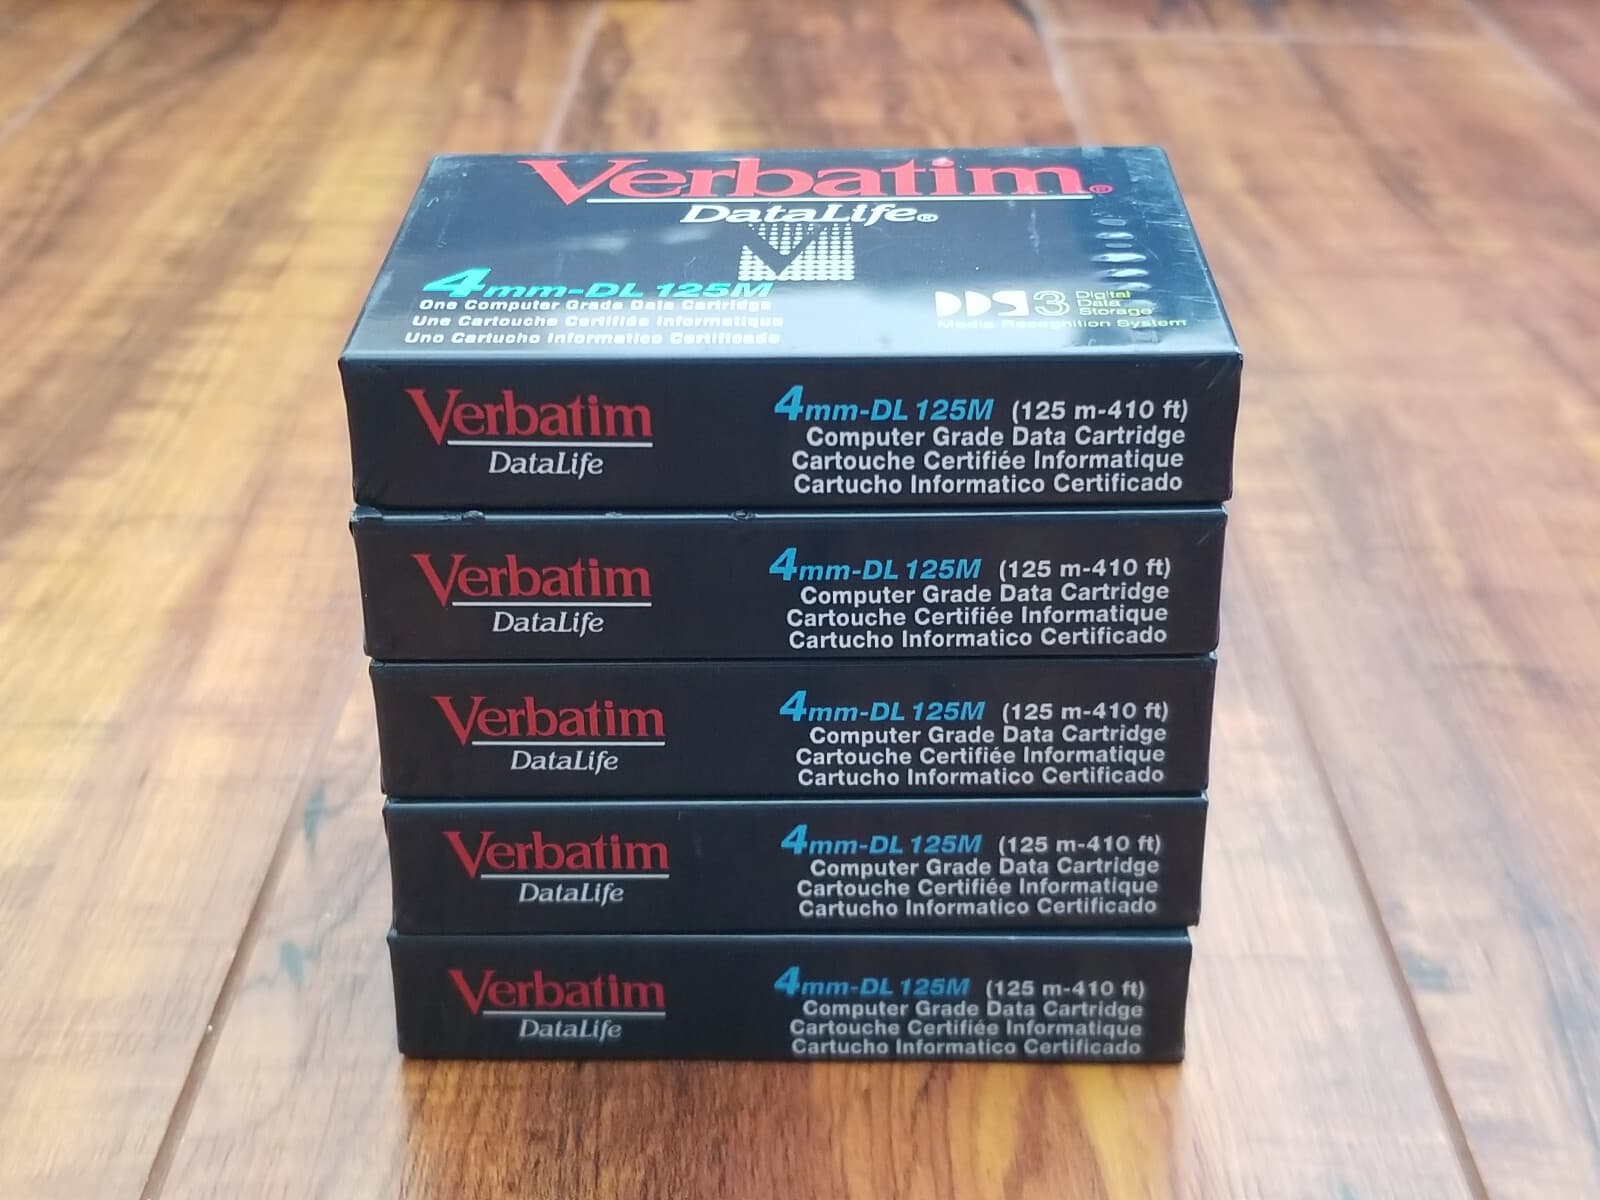 Verbatim®
DataLife®
4mm-DL 125M
One Computer Grade Data Cartridge
Une Cartouche Certifiée Informatique
Uno Cartucho Informatico Certificado
DDS 3 Digital
Data
Storage
Media Recognition System
Verbatim
DataLife
4mm-DL 125M (125 m-410 ft)
Computer Grade Data Cartridge
Cartouche Certifiée Informatique
Cartucho Informatico Certificado
Verbatim
DataLife
4mm-DL 125M (125 m-410 ft)
Computer Grade Data Cartridge
Cartouche Certifiée Informatique
Cartucho Informatico Certificado
Verbatim
DataLife
4mm-DL 125M (125 m-410 ft)
Computer Grade Data Cartridge
Cartouche Certifiée Informatique
Cartucho Informatico Certificado
Verbatim
DataLife
4mm-DL 125M (125 m-410 ft)
Computer Grade Data Cartridge
Cartouche Certifiée Informatique
Cartucho Informatico Certificado
Verbatim
DataLife
4mm-DL 125M (125 m-410 ft)
Computer Grade Data Cartridge
Cartouche Certifiée Informatique
Cartucho Informatico Certificado